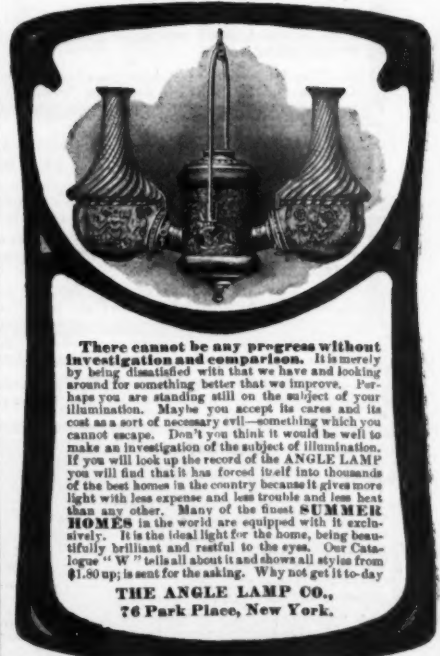 There cannot be any progress without
investigation and comparison. It is merely
by being dissatisfied with that we have and looking
around for something better that we improve. Per-
haps you are standing still on the subject of your
illumination. Maybe you accept its cares and its
cost as a sort of necessary evil—something which you
cannot escape. Don't you think it would be well to
make an investigation of the subject of illumination.
If you will look up the record of the ANGLE LAMP
you will find that it has forced itself into thousands
of the best homes in the country because it gives more
light with less expense and less trouble and less heat
than any other. Many of the finest SUMMER
HOMES in the world are equipped with it exclu-
sively. It is the ideal light for the home, being beau-
tifully brilliant and restful to the eyes. Our Cata-
logue "W" tells all about it and shows all styles from
$1.80 up; is sent for the asking. Why not get it to-day
THE ANGLE LAMP CO.,
76 Park Place, New York.